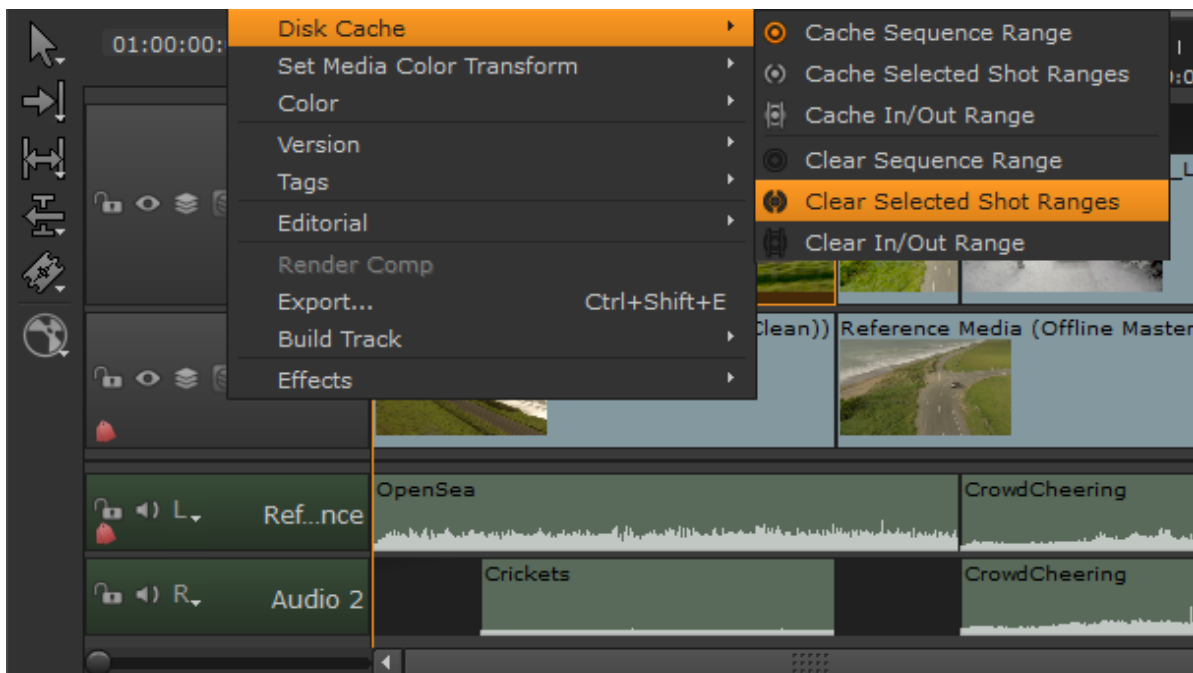 01:00:00:
Disk Cache
Set Media Color Transform
Color
Version
Tags
Editorial
Render Comp
Export... Ctrl+Shift+E
Build Track
Effects
Cache Sequence Range
Cache Selected Shot Ranges
Cache In/Out Range
Clear Sequence Range
Clear Selected Shot Ranges
Clear In/Out Range
Clean)) Reference Media (Offline Master
L Ref...nce OpenSea CrowdCheering
R Audio 2 Crickets CrowdCheering